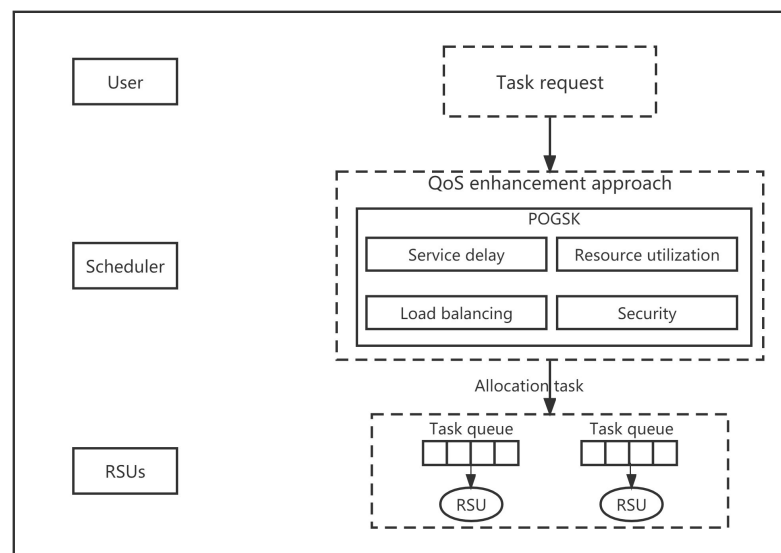 User
Task request
QoS enhancement approach
POGSK
Scheduler
Service delay
Resource utilization
Load balancing
Security
Allocation task
RSUs
Task queue
Task queue
RSU
RSU